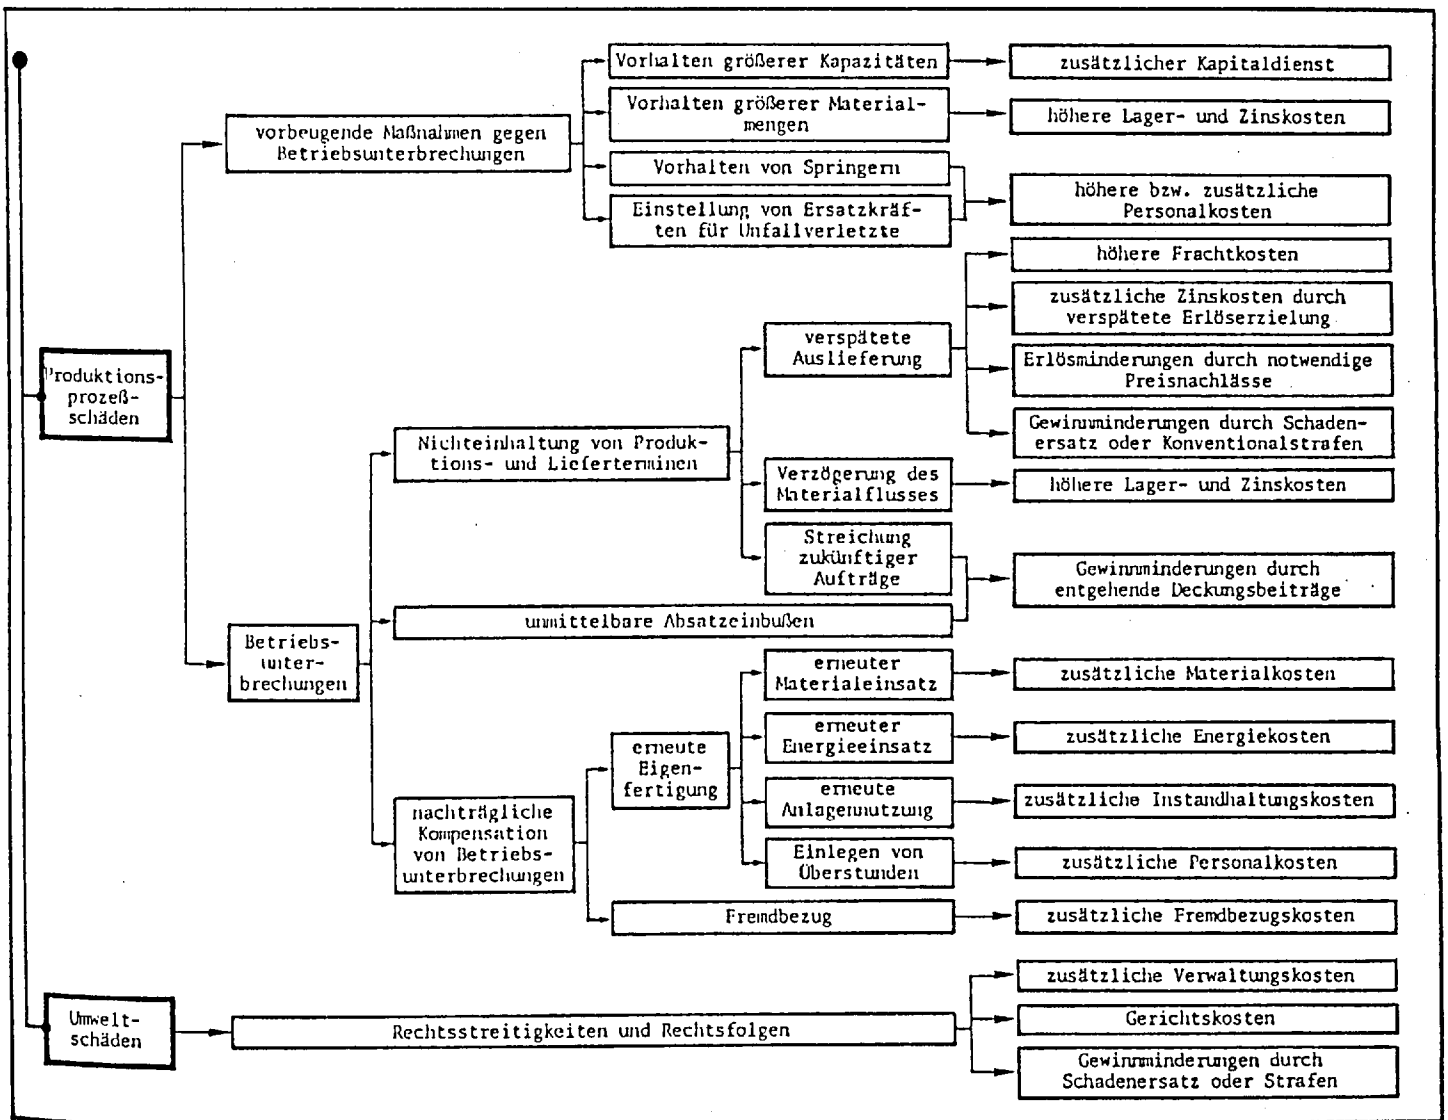 Vorhalten größerer Kapazitäten
zusätzlicher Kapitaldienst
Vorhalten größerer Material-
mengen
höhere Lager- und Zinskosten
vorbeugende Maßnahmen gegen
Betriebsunterbrechungen
Vorhalten von Springern
Einstellung von Ersatzkräf-
ten für Unfallverletzte
höhere bzw. zusätzliche
Personalkosten
Produktions-
prozeß-
schäden
Nichteinhaltung von Produk-
tions- und Lieferterminen
verspätete
Auslieferung
höhere Frachtkosten
zusätzliche Zinskosten durch
verspätete Erlöserzielung
Erlösminderungen durch notwendige
Preisnachlässe
Gewinnminderungen durch Schaden-
ersatz oder Konventionalstrafen
Verzögerung des
Materialflusses
höhere Lager- und Zinskosten
Streichung
zukünftiger
Aufträge
Gewinnminderungen durch
entgehende Deckungsbeiträge
unmittelbare Absatzeinbußen
Betriebs-
unter-
brechungen
nachträgliche
Kompensation
von Betriebs-
unterbrechungen
erneute
Eigen-
fertigung
erneuter
Materialeinsatz
zusätzliche Materialkosten
erneuter
Energieeinsatz
zusätzliche Energiekosten
erneute
Anlagennutzung
zusätzliche Instandhaltungskosten
Einlegen von
Überstunden
zusätzliche Personalkosten
Fremdbezug
zusätzliche Fremdbezugskosten
Umwelt-
schäden
Rechtsstreitigkeiten und Rechtsfolgen
zusätzliche Verwaltungskosten
Gerichtskosten
Gewinnminderungen durch
Schadenersatz oder Strafen